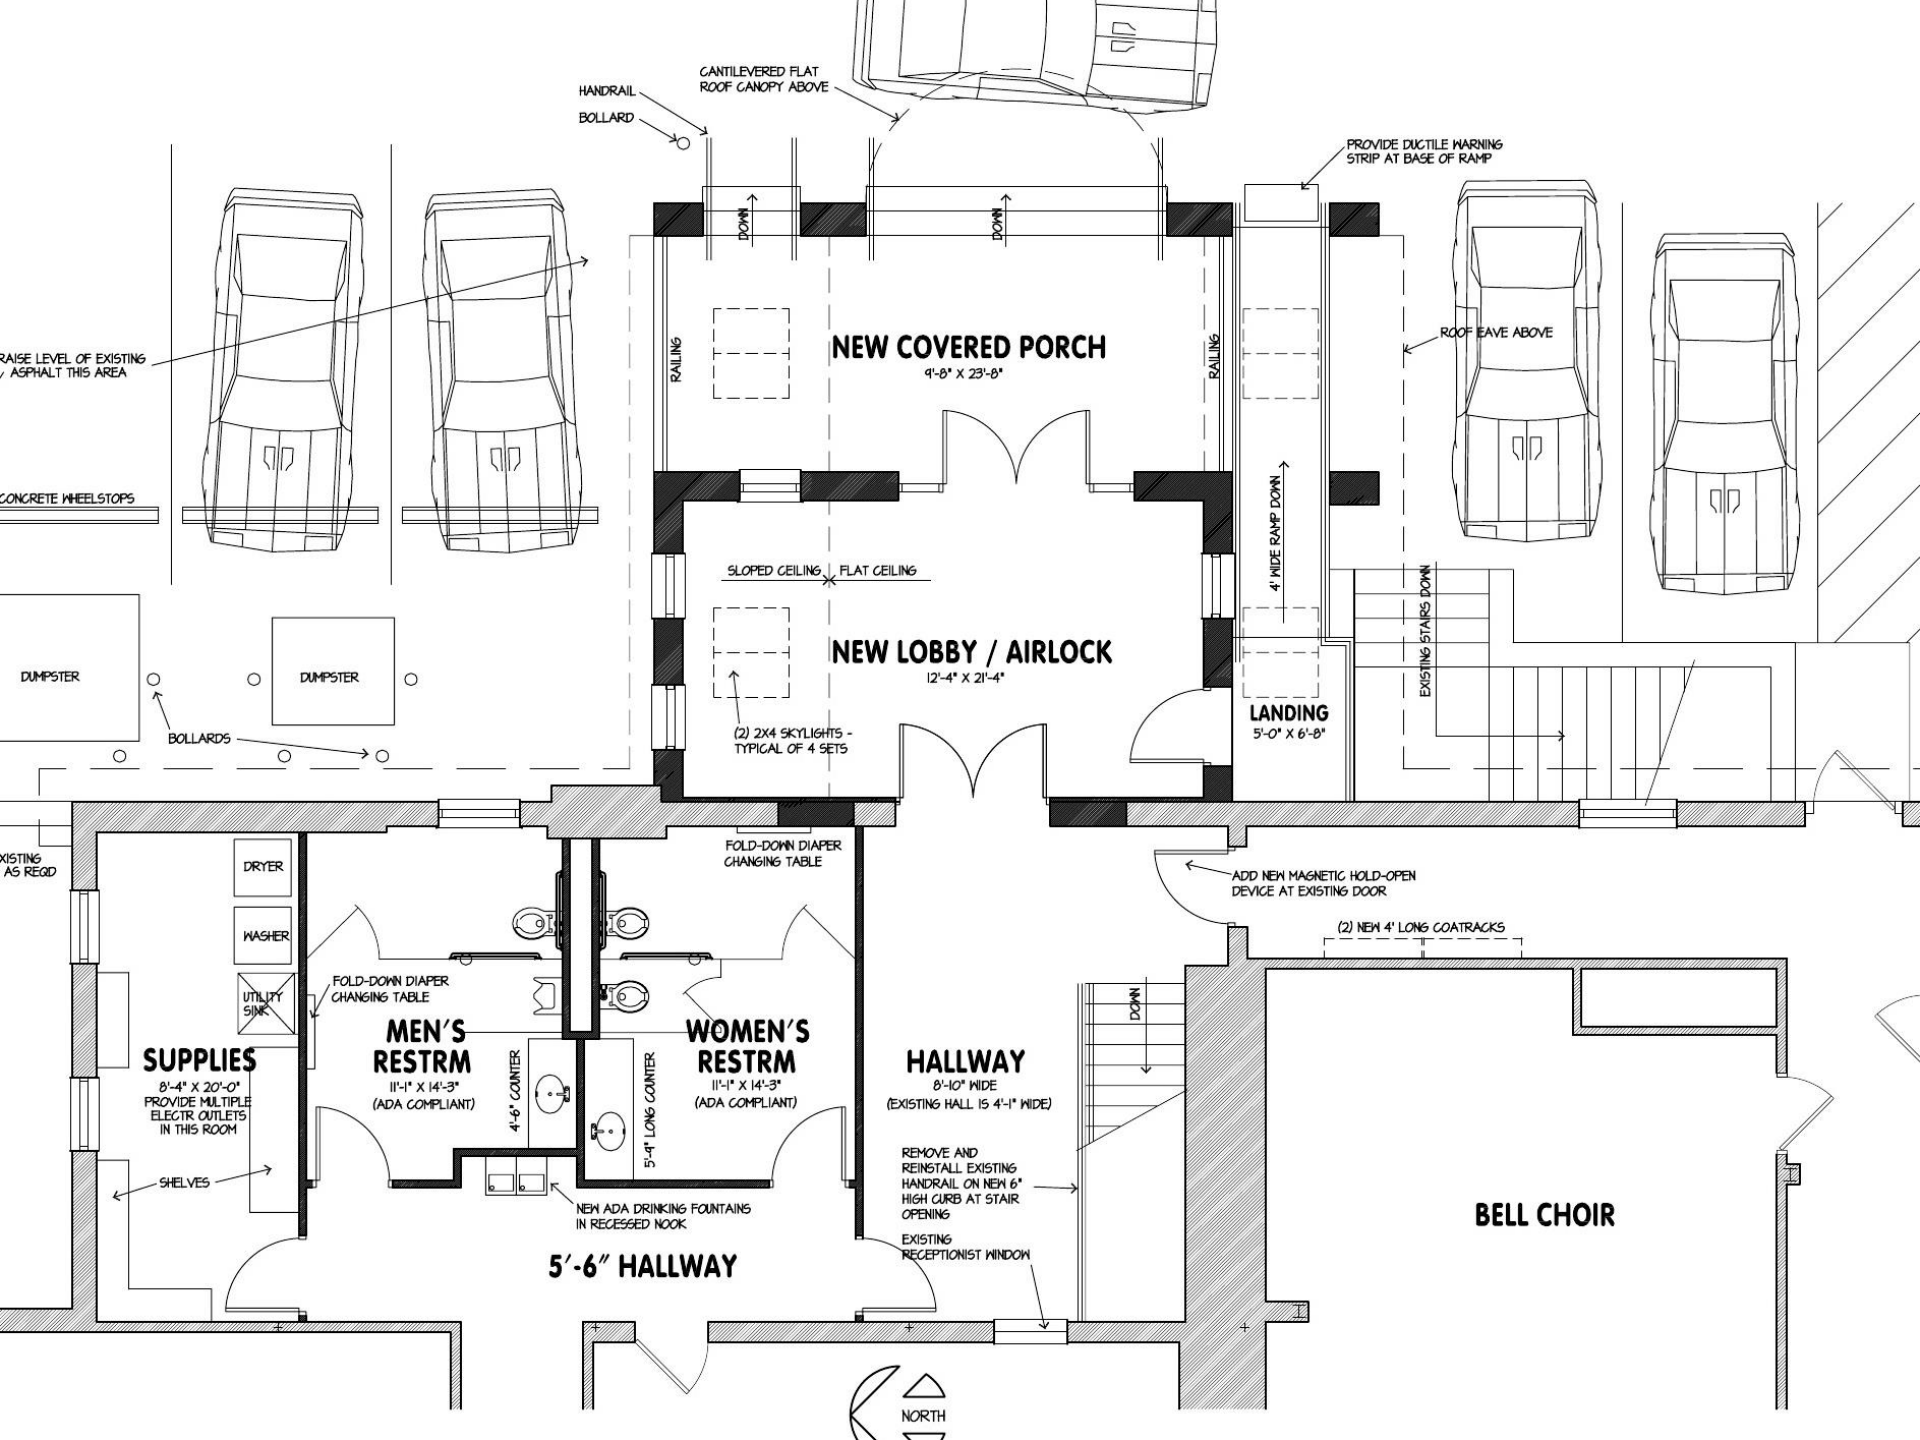 CANTILEVERED FLAT
ROOF CANOPY ABOVE
HANDRAIL
BOLLARD
PROVIDE DUCTILE WARNING
STRIP AT BASE OF RAMP
DOWN
DOWN
RAISE LEVEL OF EXISTING
ASPHALT THIS AREA
RAILING
NEW COVERED PORCH
9'-8" X 23'-8"
RAILING
ROOF EAVE ABOVE
CONCRETE WHEELSTOPS
4' WIDE RAMP DOWN
SLOPED CEILING
FLAT CEILING
EXISTING STAIRS DOWN
DUMPSTER
DUMPSTER
NEW LOBBY / AIRLOCK
12'-4" X 21'-4"
BOLLARDS
(2) 2X4 SKYLIGHTS -
TYPICAL OF 4 SETS
LANDING
5'-0" X 6'-8"
XISTING
AS REQD
DRYER
WASHER
UTILITY
SINK
FOLD-DOWN DIAPER
CHANGING TABLE
FOLD-DOWN DIAPER
CHANGING TABLE
ADD NEW MAGNETIC HOLD-OPEN
DEVICE AT EXISTING DOOR
(2) NEW 4' LONG COATRACKS
DOWN
SUPPLIES
8'-4" X 20'-0"
PROVIDE MULTIPLE
ELECTR OUTLETS
IN THIS ROOM
MEN'S
RESTRM
11'-1" X 14'-3"
(ADA COMPLIANT)
4'-6" COUNTER
5'-4" LONG COUNTER
WOMEN'S
RESTRM
11'-1" X 14'-3"
(ADA COMPLIANT)
HALLWAY
8'-10" WIDE
(EXISTING HALL IS 4'-1" WIDE)
SHELVES
NEW ADA DRINKING FOUNTAINS
IN RECESSED NOOK
REMOVE AND
REINSTALL EXISTING
HANDRAIL ON NEW 6"
HIGH CURB AT STAIR
OPENING
EXISTING
RECEPTIONIST WINDOW
BELL CHOIR
5'-6" HALLWAY
NORTH